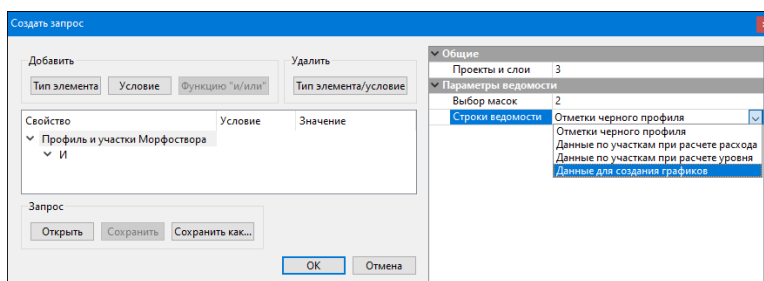 Создать запрос
Добавить
Тип элемента Условие Функцию "и/или"
Удалить
Тип элемента/условие
Свойство Условие Значение
Профиль и участки Морфоствора
И
Запрос
Открыть Сохранить Сохранить как...
OK Отмена
Общие
Проекты и слои 3
Параметры ведомости
Выбор масок 2
Строки ведомости Отметки черного профиля
Отметки черного профиля
Данные по участкам при расчете расхода
Данные по участкам при расчете уровня
Данные для создания графиков